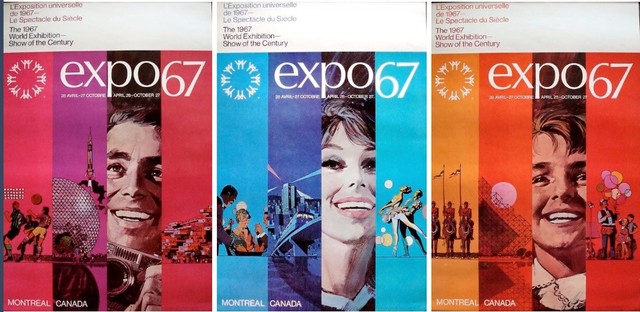 L'Exposition universelle
de 1967—
Le Spectacle du Siècle
The 1967
World Exhibition—
Show of the Century
expo67
28 AVRIL-27 OCTOBRE APRIL 28-OCTOBER 27
MONTREAL CANADA
L'Exposition universelle
de 1967—
Le Spectacle du Siècle
The 1967
World Exhibition—
Show of the Century
expo67
28 AVRIL-27 OCTOBRE APRIL 28-OCTOBER 27
MONTREAL CANADA
L'Exposition universelle
de 1967—
Le Spectacle du Siècle
The 1967
World Exhibition—
Show of the Century
expo67
28 AVRIL-27 OCTOBRE APRIL 28-OCTOBER 27
MONTREAL CANADA